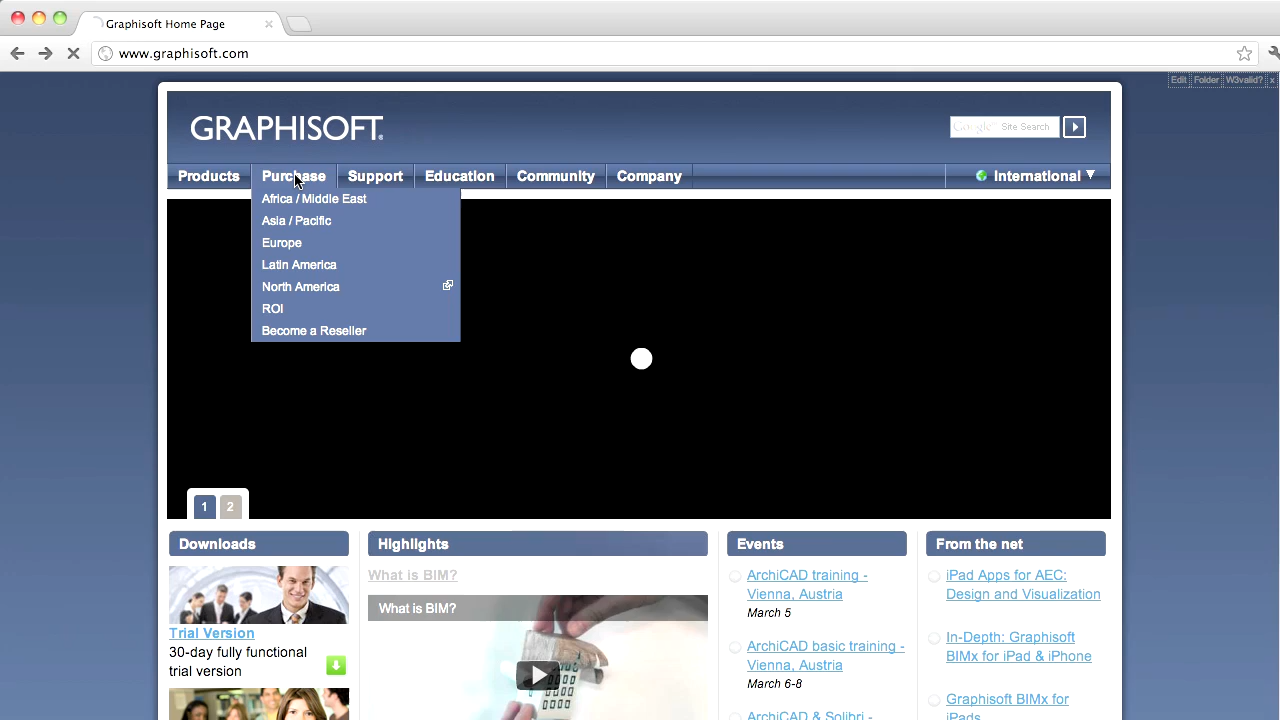 Graphisoft Home Page
www.graphisoft.com
Edit Folder W3valid? x
GRAPHISOFT
Google Site Search
Products Purchase Support Education Community Company International
Africa / Middle East
Asia / Pacific
Europe
Latin America
North America
ROI
Become a Reseller
1 2
Downloads
Trial Version
30-day fully functional
trial version
Highlights
What is BIM?
What is BIM?
Events
ArchiCAD training -
Vienna, Austria
March 5
ArchiCAD basic training -
Vienna, Austria
March 6-8
ArchiCAD & Solibri -
From the net
iPad Apps for AEC:
Design and Visualization
In-Depth: Graphisoft
BIMx for iPad & iPhone
Graphisoft BIMx for
iPads